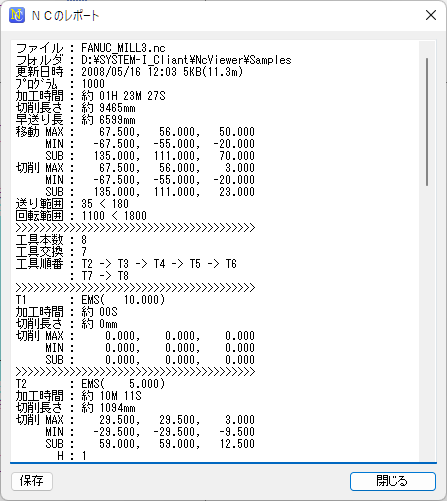 NCのレポート
ファイル : FANUC_MILL3.nc
フォルダ : D:¥SYSTEM-I_Cliant¥NcViewer¥Samples
更新日時 : 2008/05/16 12:03 5KB(11.3m)
ﾌﾟﾛｸﾞﾗﾑ : 1000
加工時間 : 約 01H 23M 27S
切削長さ : 約 9465mm
早送り長 : 約 6599mm
移動 MAX : 67.500, 56.000, 50.000
MIN : -67.500, -55.000, -20.000
SUB : 135.000, 111.000, 70.000
切削 MAX : 67.500, 56.000, 3.000
MIN : -67.500, -55.000, -20.000
SUB : 135.000, 111.000, 23.000
送り範囲 : 35 < 180
回転範囲 : 1100 < 1800
>>>>>>>>>>>>>>>>>>>>>>>>>>>>>>>>>>>>>>>>
工具本数 : 8
工具交換 : 7
工具順番 : T2 -> T3 -> T4 -> T5 -> T6
: T7 -> T8
>>>>>>>>>>>>>>>>>>>>>>>>>>>>>>>>>>>>>>>>
T1 : EMS( 10.000)
加工時間 : 約 00S
切削長さ : 約 0mm
切削 MAX : 0.000, 0.000, 0.000
MIN : 0.000, 0.000, 0.000
SUB : 0.000, 0.000, 0.000
>>>>>>>>>>>>>>>>>>>>>>>>>>>>>>>>>>>>>>>>
T2 : EMS( 5.000)
加工時間 : 約 10M 11S
切削長さ : 約 1094mm
切削 MAX : 29.500, 29.500, 3.000
MIN : -29.500, -29.500, -9.500
SUB : 59.000, 59.000, 12.500
H : 1
保存 閉じる